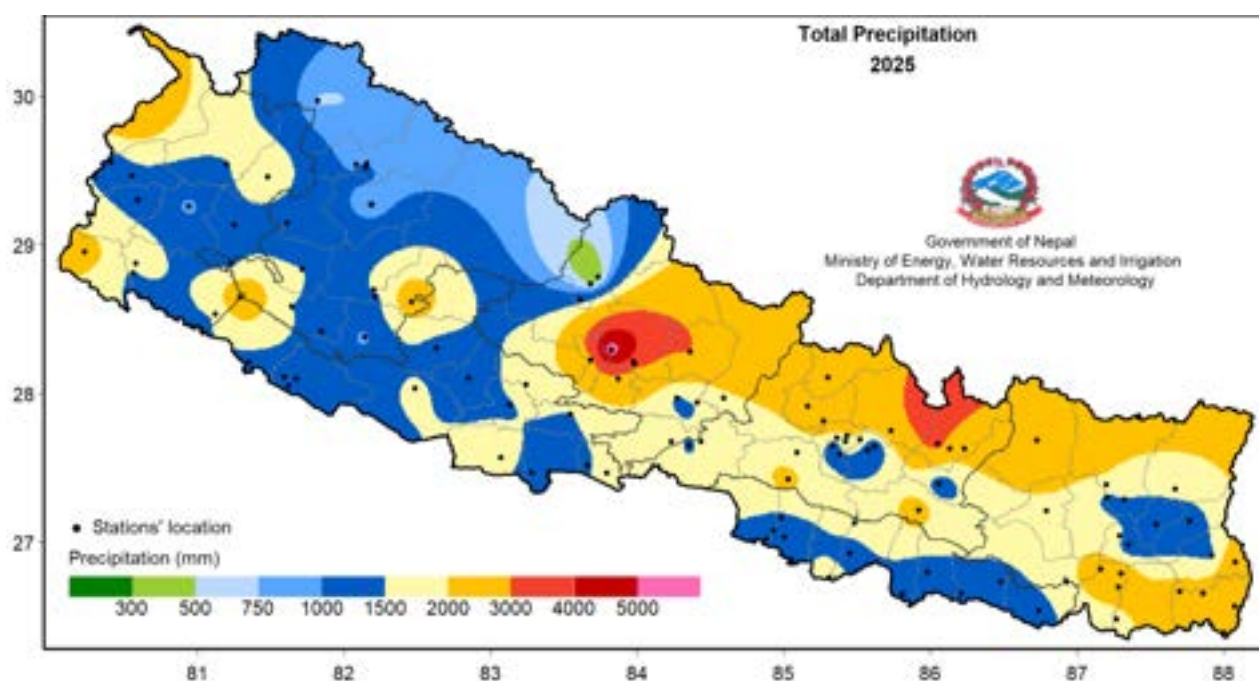 Total Precipitation
2025
30
29
28
27
Government of Nepal
Ministry of Energy, Water Resources and Irrigation
Department of Hydrology and Meteorology
Stations' location
Precipitation (mm)
300 500 750 1000 1500 2000 3000 4000 5000
81 82 83 84 85 86 87 88